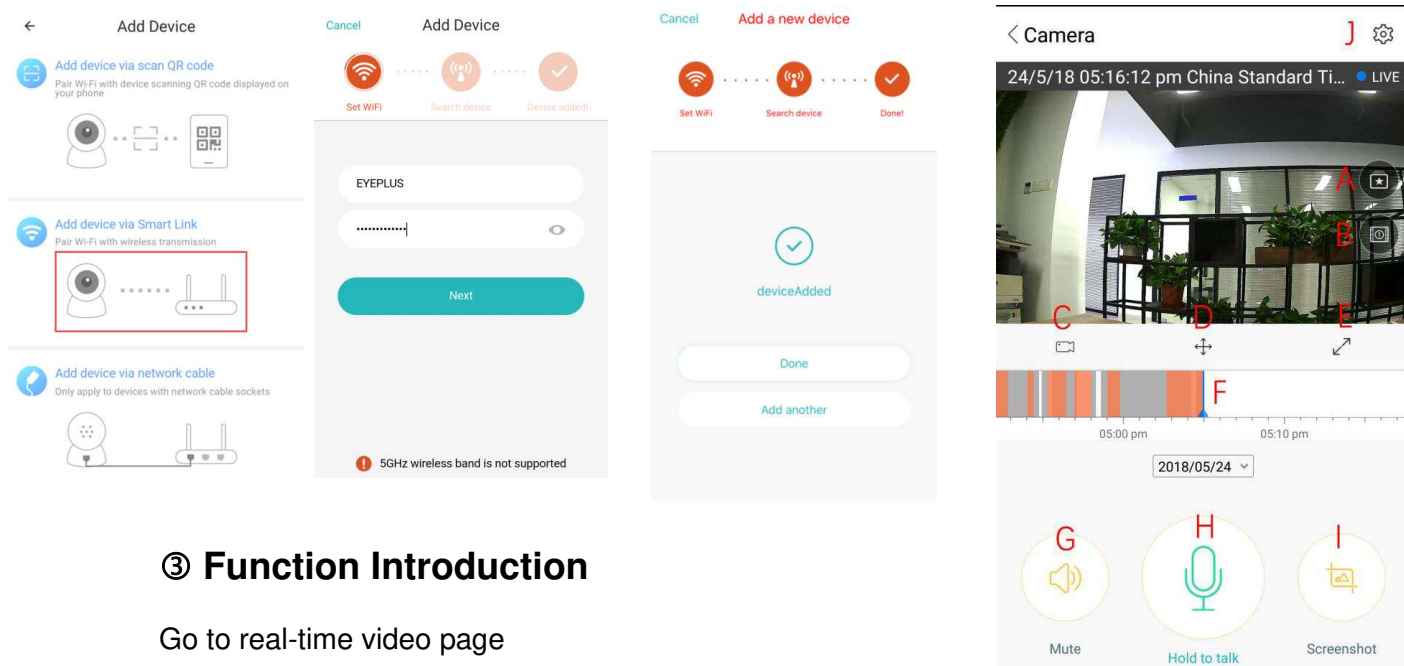 Add Device
Add device via scan QR code
Pair Wi-Fi with device scanning QR code displayed on
your phone
Add device via Smart Link
Pair Wi-Fi with wireless transmission
Add device via network cable
Only apply to devices with network cable sockets
Cancel
Add Device
Set WiFi
Search device
Device added!
EYEPLUS
•••••••••••••
Next
5GHz wireless band is not supported
Cancel
Add a new device
Set WiFi
Search device
Done!
deviceAdded
Done
Add another
Camera
J
24/5/18 05:16:12 pm China Standard Ti... LIVE
A
B
C
D
E
F
05:00 pm
05:10 pm
2018/05/24
G
H
I
Mute
Hold to talk
Screenshot
③ Function Introduction
Go to real-time video page